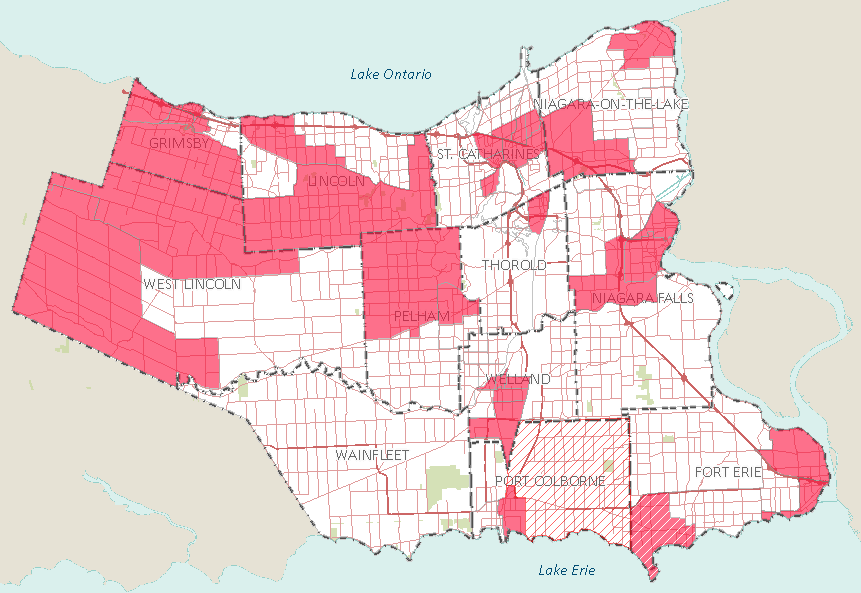 Lake Ontario
NIAGARA-ON-THE-LAKE
GRIMSBY
ST. CATHARINES
LINCOLN
THOROLD
WEST LINCOLN
NIAGARA FALLS
PELHAM
WELLAND
WAINFLEET
FORT ERIE
PORT COLBORNE
Lake Erie